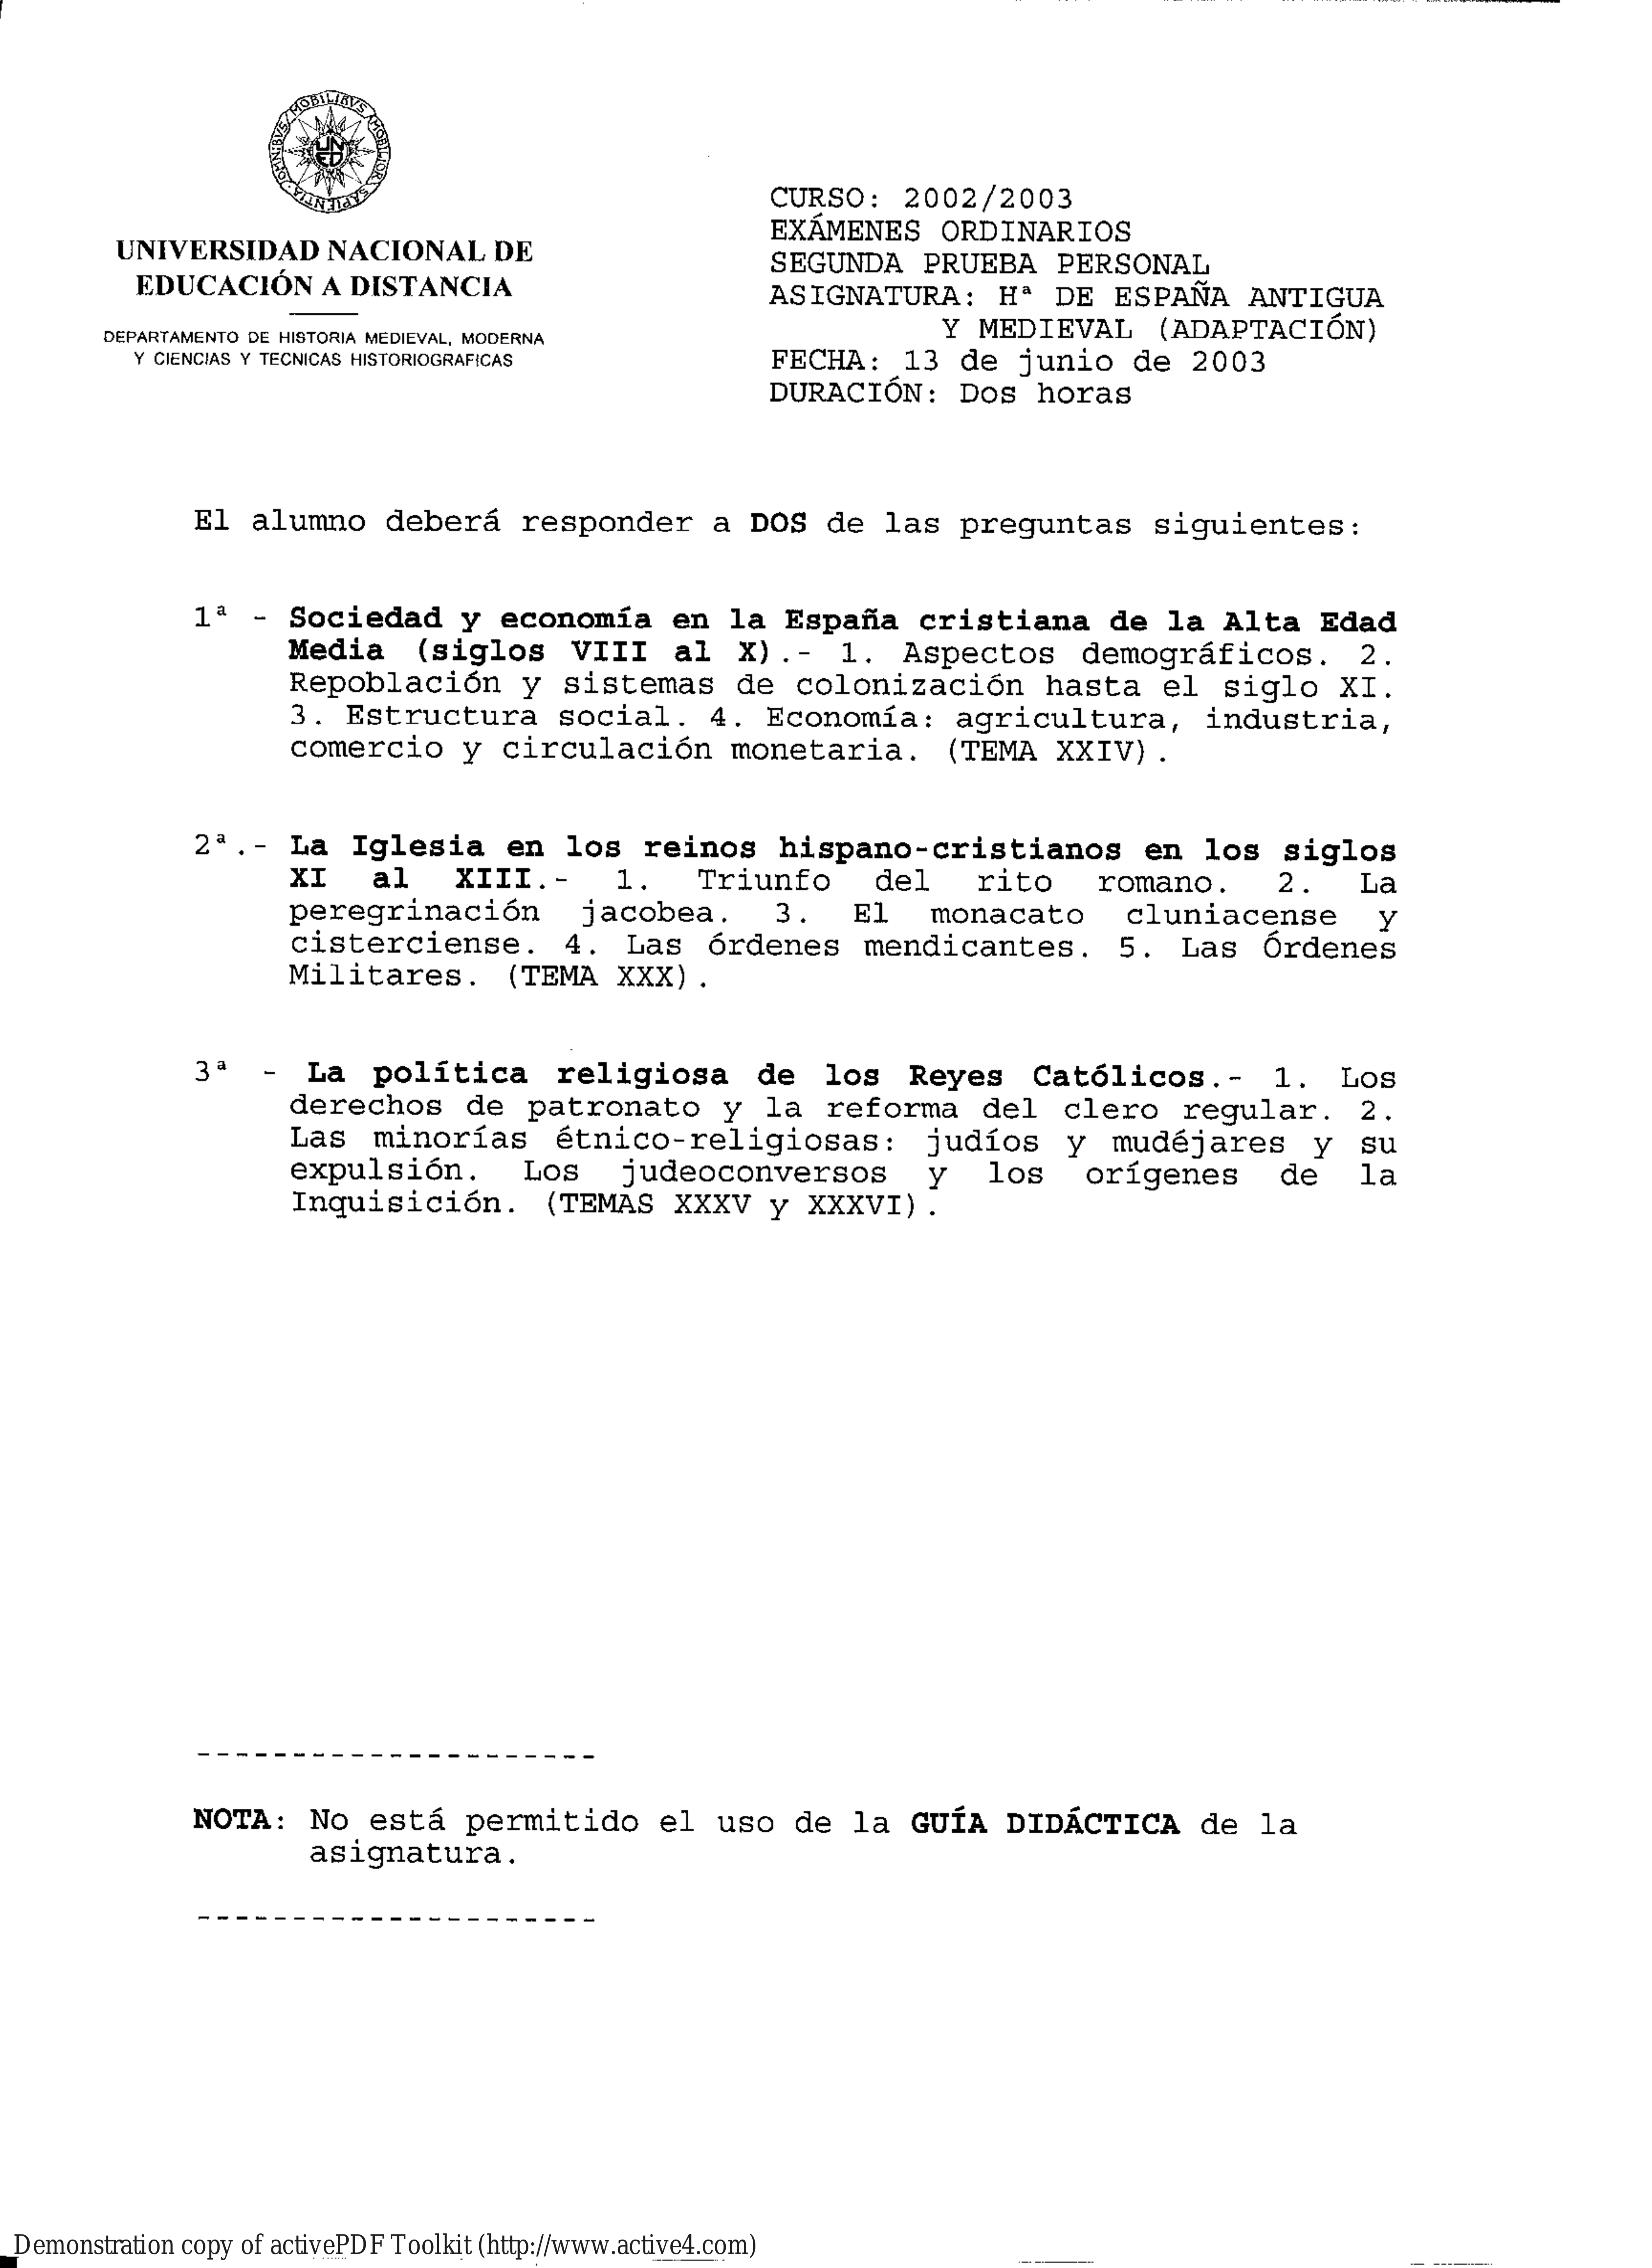 OMNIBVS MOBILIBVS MOBILIOR SAPIENTIA
UNED
UNIVERSIDAD NACIONAL DE
EDUCACIÓN A DISTANCIA
DEPARTAMENTO DE HISTORIA MEDIEVAL, MODERNA
Y CIENCIAS Y TECNICAS HISTORIOGRAFICAS
CURSO: 2002/2003
EXÁMENES ORDINARIOS
SEGUNDA PRUEBA PERSONAL
ASIGNATURA: Hª DE ESPAÑA ANTIGUA
Y MEDIEVAL (ADAPTACIÓN)
FECHA: 13 de junio de 2003
DURACIÓN: Dos horas
El alumno deberá responder a DOS de las preguntas siguientes:
1ª - Sociedad y economía en la España cristiana de la Alta Edad
Media (siglos VIII al X).- 1. Aspectos demográficos. 2.
Repoblación y sistemas de colonización hasta el siglo XI.
3. Estructura social. 4. Economía: agricultura, industria,
comercio y circulación monetaria. (TEMA XXIV).
2ª.- La Iglesia en los reinos hispano-cristianos en los siglos
XI al XIII.- 1. Triunfo del rito romano. 2. La
peregrinación jacobea. 3. El monacato cluniacense y
cisterciense. 4. Las órdenes mendicantes. 5. Las Órdenes
Militares. (TEMA XXX).
3ª - La política religiosa de los Reyes Católicos.- 1. Los
derechos de patronato y la reforma del clero regular. 2.
Las minorías étnico-religiosas: judíos y mudéjares y su
expulsión. Los judeoconversos y los orígenes de la
Inquisición. (TEMAS XXXV y XXXVI).
---------------------
NOTA: No está permitido el uso de la GUÍA DIDÁCTICA de la
asignatura.
---------------------
Demonstration copy of activePDF Toolkit (http://www.active4.com)